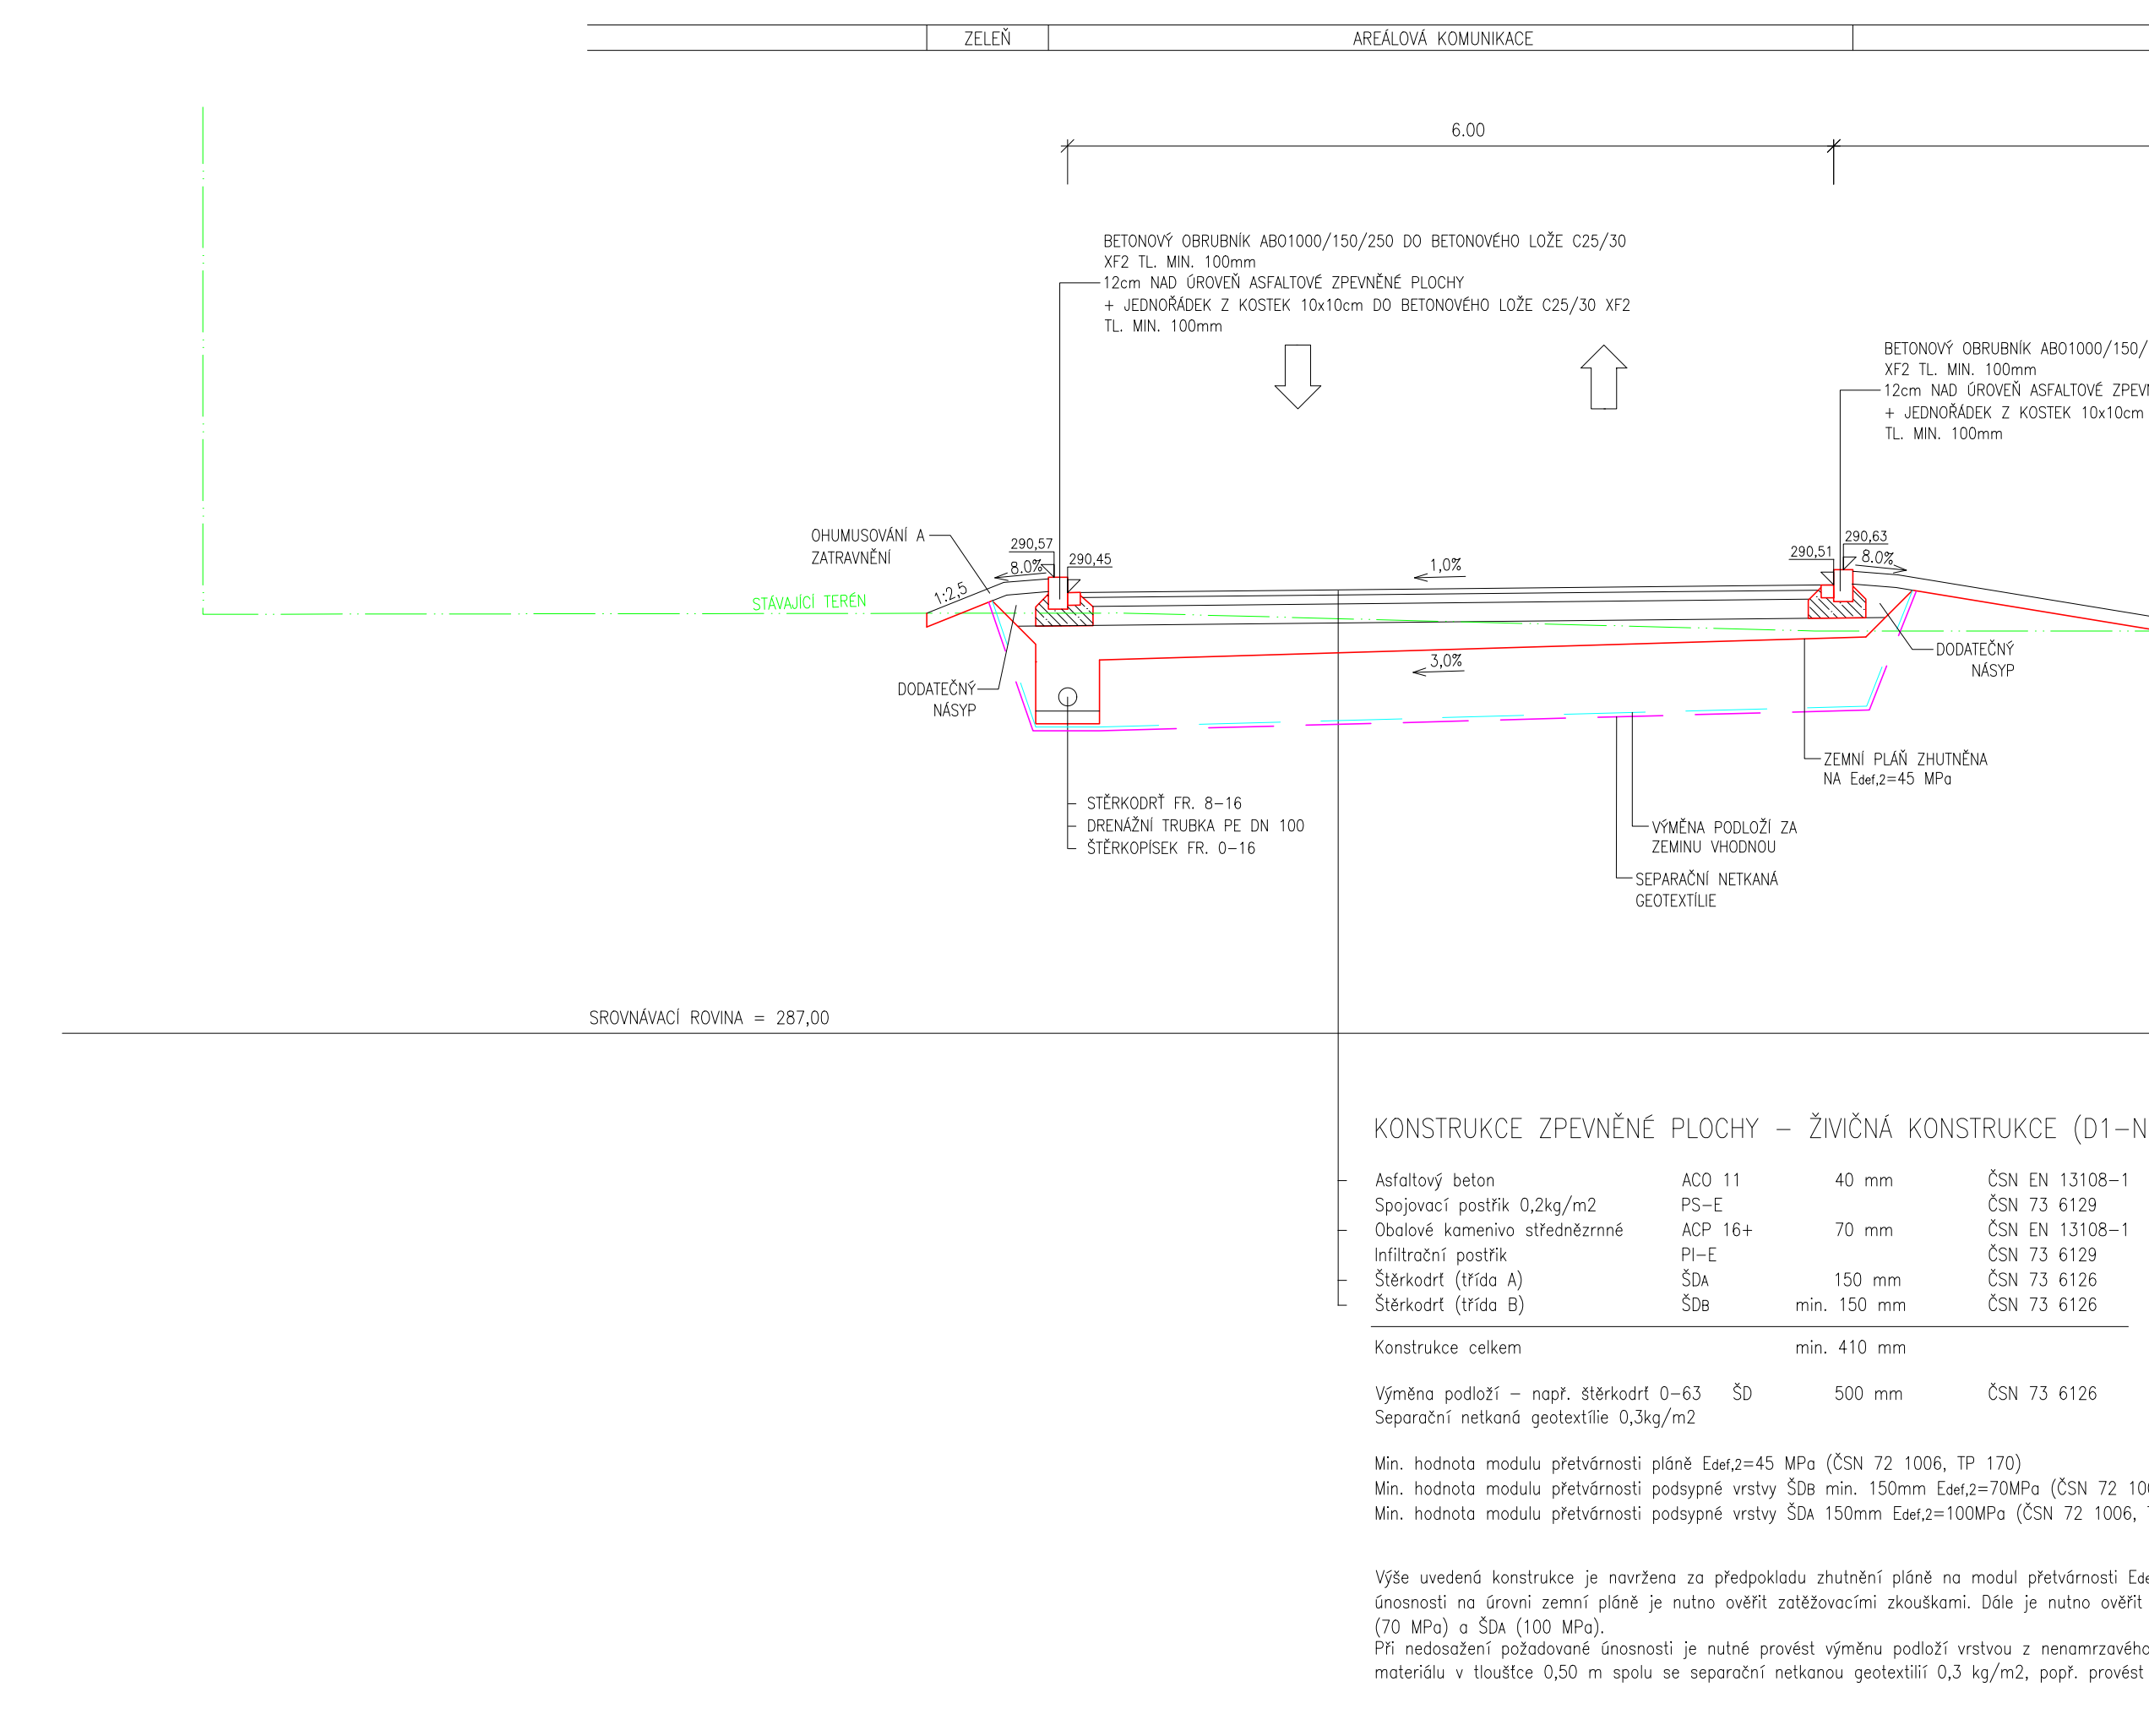 ZELEŇ
AREÁLOVÁ KOMUNIKACE
6.00
BETONOVÝ OBRUBNÍK ABO1000/150/250 DO BETONOVÉHO LOŽE C25/30
XF2 TL. MIN. 100mm
12cm NAD ÚROVEŇ ASFALTOVÉ ZPEVNĚNÉ PLOCHY
+ JEDNOŘÁDEK Z KOSTEK 10x10cm DO BETONOVÉHO LOŽE C25/30 XF2
TL. MIN. 100mm
BETONOVÝ OBRUBNÍK ABO1000/150/
XF2 TL. MIN. 100mm
12cm NAD ÚROVEŇ ASFALTOVÉ
+ JEDNOŘÁDEK Z KOSTEK 10x10cm
TL. MIN. 100mm
OHUMUSOVÁNÍ A
ZATRAVNĚNÍ
290,57
290,45
8.0%
1:2,5
STÁVAJÍCÍ TERÉN
1,0%
290,51
290,63
8.0%
3,0%
DODATEČNÝ
NÁSYP
DODATEČNÝ
NÁSYP
ZEMNÍ PLÁŇ ZHUTNĚNA
NA Edef,2=45 MPa
STĚRKODRŤ FR. 8-16
DRENÁŽNÍ TRUBKA PE DN 100
ŠTĚRKOPÍSEK FR. 0-16
VÝMĚNA PODLOŽÍ ZA
ZEMINU VHODNOU
SEPARAČNÍ NETKANÁ
GEOTEXTÍLIE
SROVNÁVACÍ ROVINA = 287,00
KONSTRUKCE ZPEVNĚNÉ PLOCHY - ŽIVIČNÁ KONSTRUKCE (D1-N
Asfaltový beton ACO 11 40 mm ČSN EN 13108-1
Spojovací postřik 0,2kg/m2 PS-E ČSN 73 6129
Obalové kamenivo střednězrnné ACP 16+ 70 mm ČSN EN 13108-1
Infiltrační postřik PI-E ČSN 73 6129
Štěrkodrť (třída A) ŠDA 150 mm ČSN 73 6126
Štěrkodrť (třída B) ŠDB min. 150 mm ČSN 73 6126
Konstrukce celkem min. 410 mm
Výměna podloží - např. štěrkodrť 0-63 ŠD 500 mm ČSN 73 6126
Separační netkaná geotextílie 0,3kg/m2
Min. hodnota modulu přetvárnosti pláně Edef,2=45 MPa (ČSN 72 1006, TP 170)
Min. hodnota modulu přetvárnosti podsypné vrstvy ŠDB min. 150mm Edef,2=70MPa (ČSN 72
Min. hodnota modulu přetvárnosti podsypné vrstvy ŠDA 150mm Edef,2=100MPa (ČSN 72 1006,
Výše uvedená konstrukce je navržena za předpokladu zhutnění pláně na modul přetvárnosti
únosnosti na úrovni zemní pláně je nutno ověřit zatěžovacími zkouškami. Dále je nutno ověřit
(70 MPa) a ŠDA (100 MPa).
Při nedosažení požadované únosnosti je nutné provést výměnu podloží vrstvou z nenamrzavého
materiálu v tloušťce 0,50 m spolu se separační netkanou geotextilií 0,3 kg/m2, popř. provést